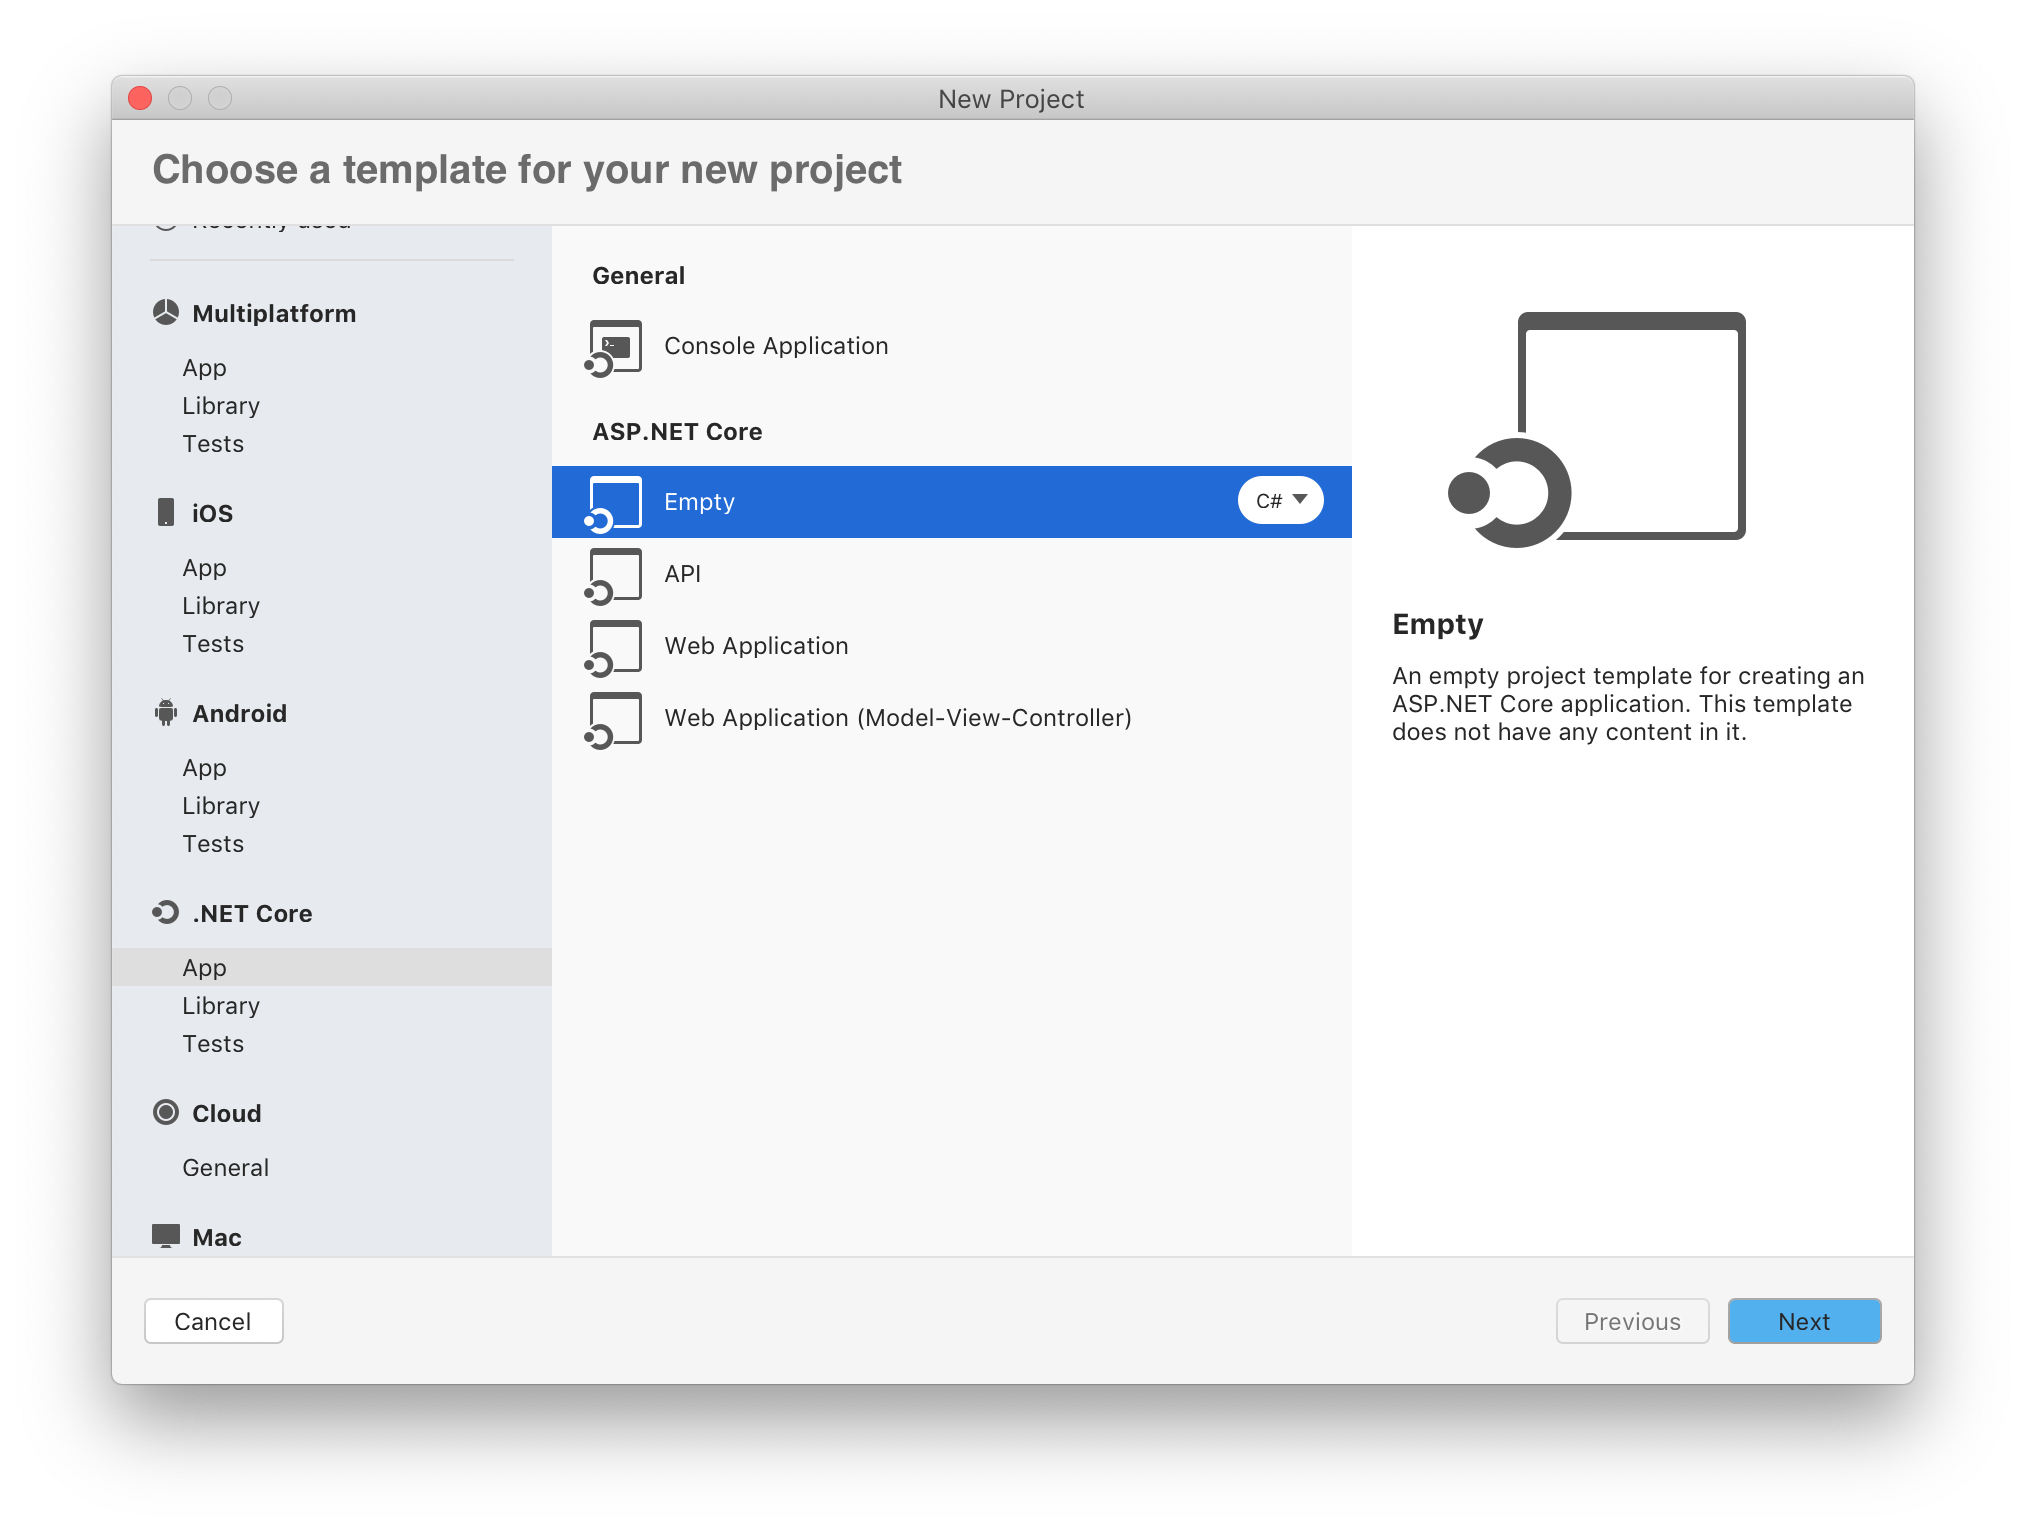 New Project
Choose a template for your new project
Recently used
Multiplatform
App
Library
Tests
iOS
App
Library
Tests
Android
App
Library
Tests
.NET Core
App
Library
Tests
Cloud
General
Mac
General
Console Application
ASP.NET Core
Empty
C#
API
Web Application
Web Application (Model-View-Controller)
Empty
An empty project template for creating an
ASP.NET Core application. This template
does not have any content in it.
Cancel
Previous
Next